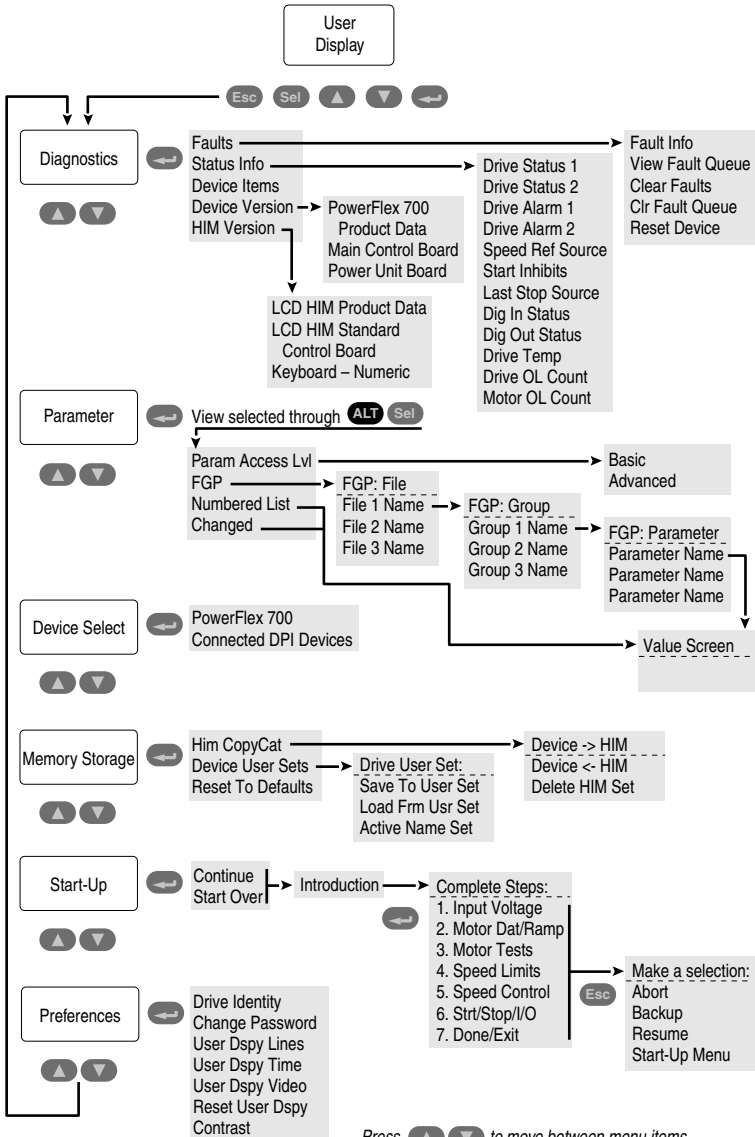 User
Display
Esc Sel
Diagnostics
Faults
Status Info
Device Items
Device Version
HIM Version
PowerFlex 700
Product Data
Main Control Board
Power Unit Board
LCD HIM Product Data
LCD HIM Standard
Control Board
Keyboard – Numeric
Drive Status 1
Drive Status 2
Drive Alarm 1
Drive Alarm 2
Speed Ref Source
Start Inhibits
Last Stop Source
Dig In Status
Dig Out Status
Drive Temp
Drive OL Count
Motor OL Count
Fault Info
View Fault Queue
Clear Faults
Clr Fault Queue
Reset Device
Parameter
View selected through ALT Sel
Param Access Lvl
FGP
Numbered List
Changed
FGP: File
File 1 Name
File 2 Name
File 3 Name
FGP: Group
Group 1 Name
Group 2 Name
Group 3 Name
Basic
Advanced
FGP: Parameter
Parameter Name
Parameter Name
Parameter Name
Value Screen
Device Select
PowerFlex 700
Connected DPI Devices
Memory Storage
Him CopyCat
Device User Sets
Reset To Defaults
Drive User Set:
Save To User Set
Load Frm Usr Set
Active Name Set
Device -> HIM
Device <- HIM
Delete HIM Set
Start-Up
Continue
Start Over
Introduction
Complete Steps:
1. Input Voltage
2. Motor Dat/Ramp
3. Motor Tests
4. Speed Limits
5. Speed Control
6. Strt/Stop/I/O
7. Done/Exit
Esc
Make a selection:
Abort
Backup
Resume
Start-Up Menu
Preferences
Drive Identity
Change Password
User Dspy Lines
User Dspy Time
User Dspy Video
Reset User Dspy
Contrast
Press to move between menu items